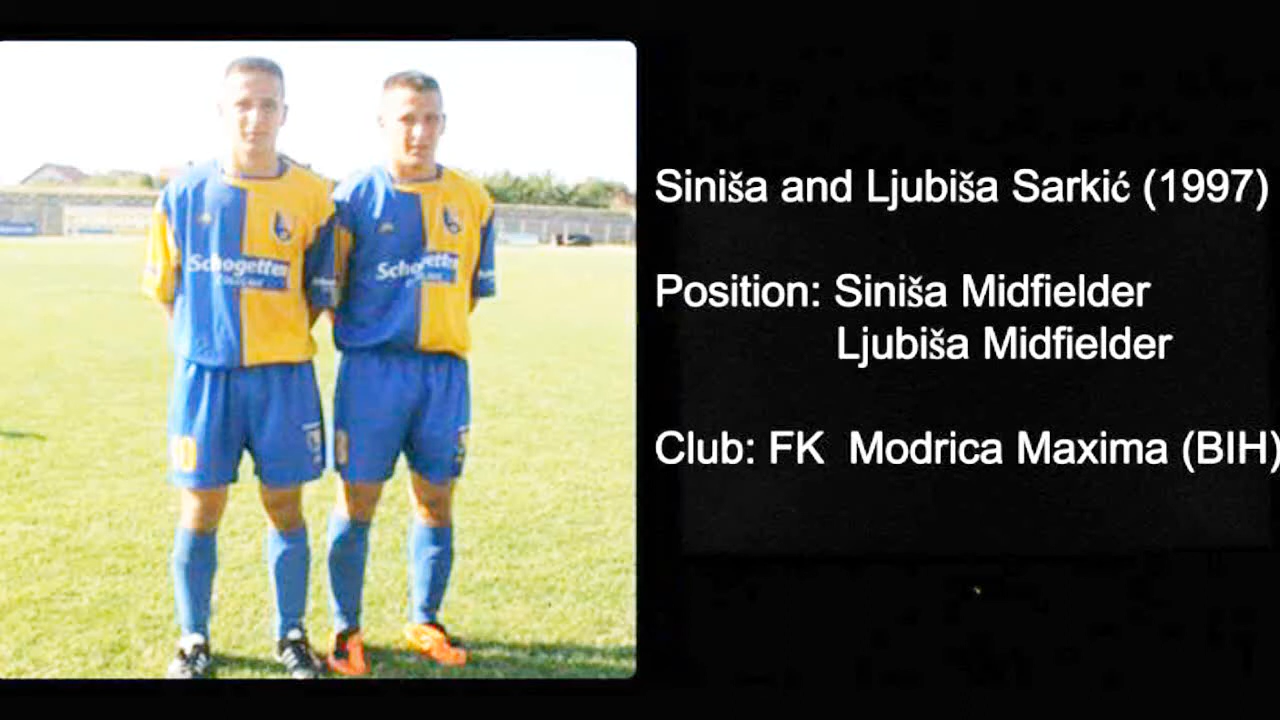 Siniša and Ljubiša Sarkić (1997)
Position: Siniša Midfielder
Ljubiša Midfielder
Club: FK Modrica Maxima (BIH)
Schogetten
Schogetten